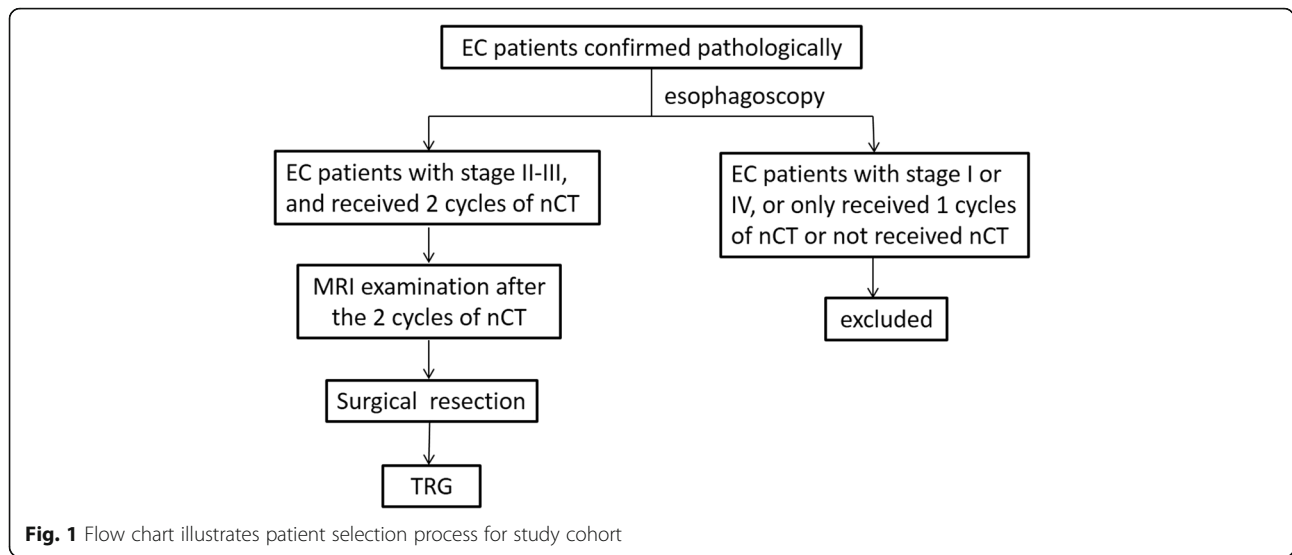 EC patients confirmed pathologically
esophagoscopy
EC patients with stage II-III,
and received 2 cycles of nCT
MRI examination after
the 2 cycles of nCT
Surgical resection
TRG
EC patients with stage I or
IV, or only received 1 cycles
of nCT or not received nCT
excluded
Fig. 1 Flow chart illustrates patient selection process for study cohort